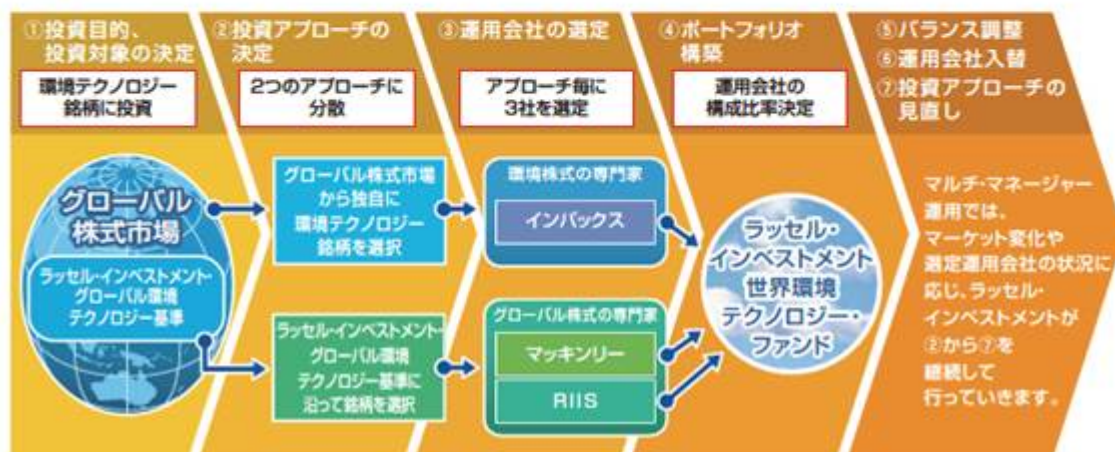 ①投資目的、
投資対象の決定
環境テクノロジー
銘柄に投資
グローバル
株式市場
ラッセル・インベストメント・
グローバル環境
テクノロジー基準
②投資アプローチの
決定
2つのアプローチに
分散
グローバル株式市場
から独自に
環境テクノロジー
銘柄を選択
ラッセル・インベストメント・
グローバル環境
テクノロジー基準に
沿って銘柄を選択
③運用会社の選定
アプローチ毎に
3社を選定
環境株式の専門家
インパックス
グローバル株式の専門家
マッキンリー
RIIS
④ポートフォリオ
構築
運用会社の
構成比率決定
ラッセル・
インベストメント
世界環境
テクノロジー・
ファンド
⑤バランス調整
⑥運用会社入替
⑦投資アプローチの
見直し
マルチ・マネージャー
運用では、
マーケット変化や
選定運用会社の状況に
応じ、ラッセル・
インベストメントが
②から⑦を
継続して
行っていきます。